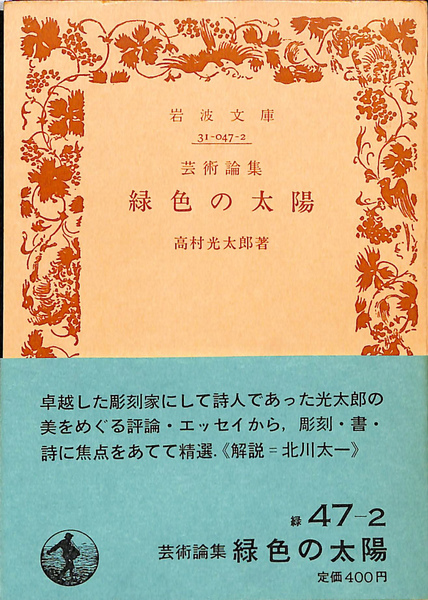 岩波文庫
31-047-2
芸術論集
緑色の太陽
高村光太郎著
卓越した彫刻家にして詩人であった光太郎の
美をめぐる評論・エッセイから,彫刻・書・
詩に焦点をあてて精選.《解説=北川太一》
緑 47-2
芸術論集 緑色の太陽
定価400円